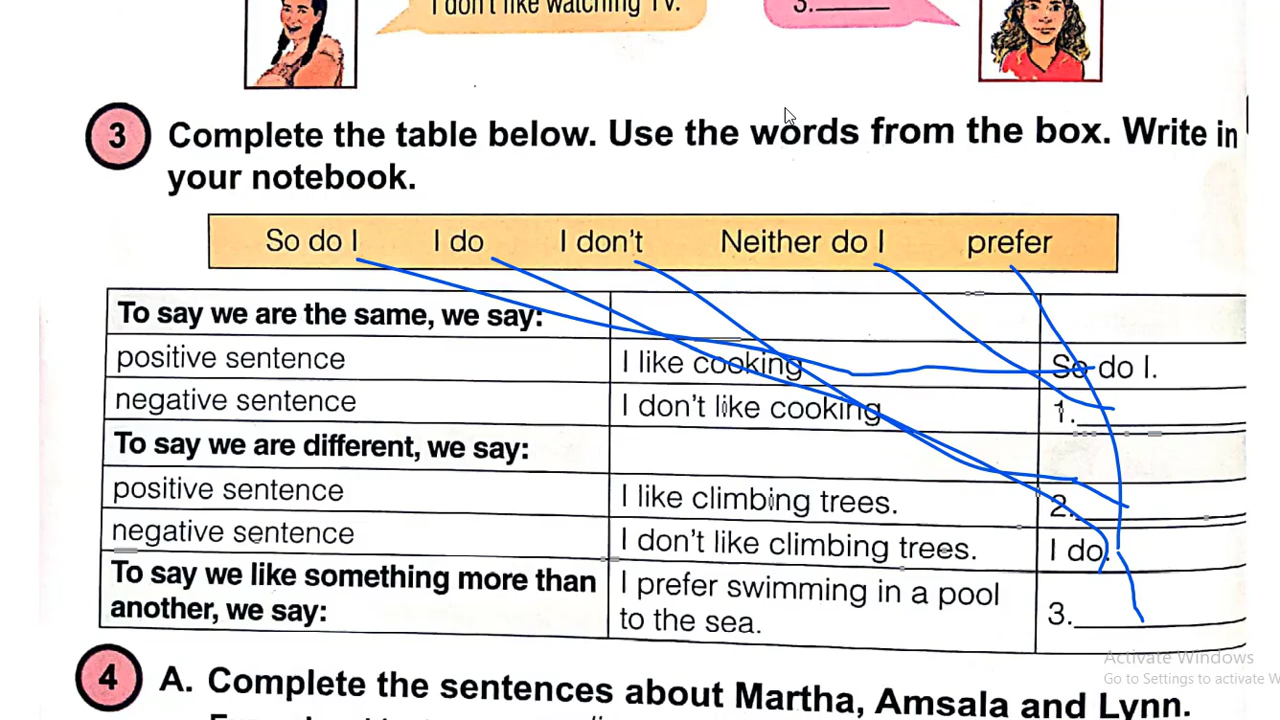 I don't like watching TV.
3.
3 Complete the table below. Use the words from the box. Write in
your notebook.
So do I I do I don't Neither do I prefer
To say we are the same, we say:
positive sentence I like cooking So do I.
negative sentence I don't like cooking 1.
To say we are different, we say:
positive sentence I like climbing trees. 2.
negative sentence I don't like climbing trees. I do.
To say we like something more than
another, we say:
I prefer swimming in a pool
to the sea.
3.
4 A. Complete the sentences about Martha, Amsala and Lynn.
Activate Windows
Go to Settings to activate W